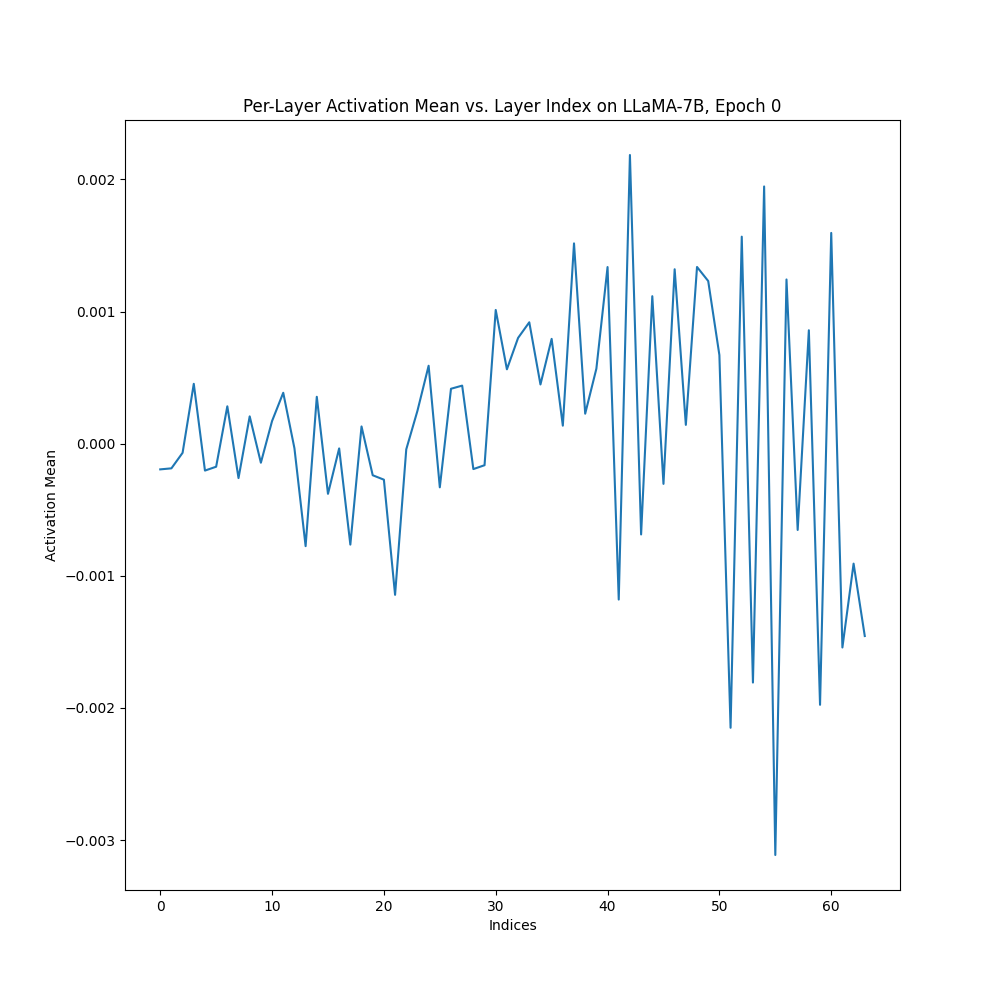 Per-Layer Activation Mean vs. Layer Index on LLaMA-7B, Epoch 0
0.002
0.001
0.000
−0.001
−0.002
−0.003
Activation Mean
0 10 20 30 40 50 60
Indices